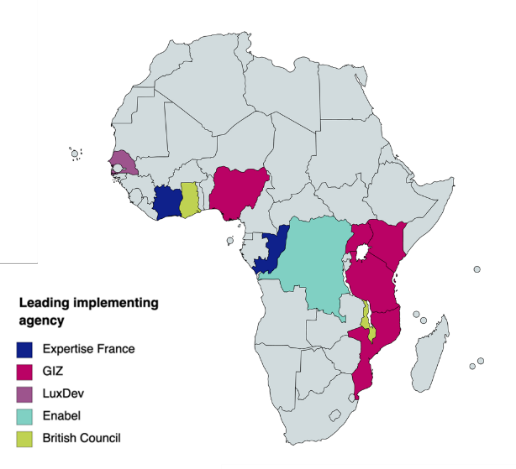 Leading implementing
agency
Expertise France
GIZ
LuxDev
Enabel
British Council